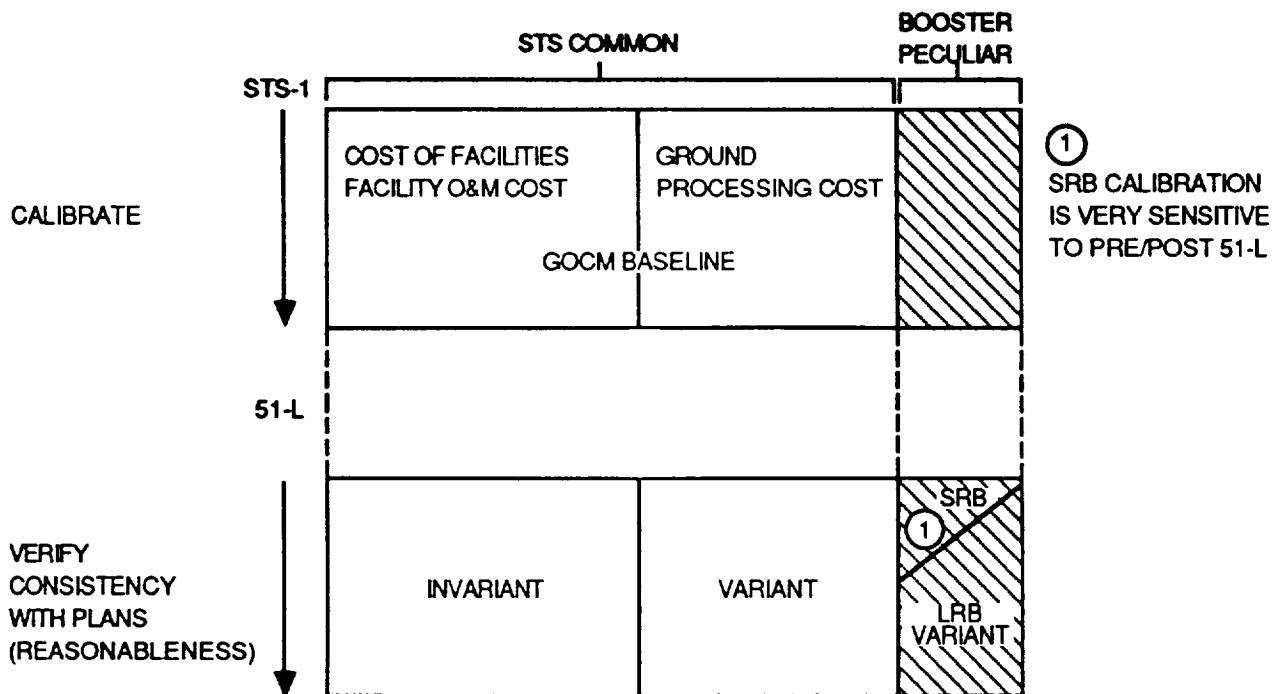 STS COMMON
BOOSTER
PECULIAR
STS-1
COST OF FACILITIES
FACILITY O&M COST
GROUND
PROCESSING COST
1
SRB CALIBRATION
IS VERY SENSITIVE
TO PRE/POST 51-L
CALIBRATE
GOCM BASELINE
51-L
SRB
1
VERIFY
CONSISTENCY
WITH PLANS
(REASONABLENESS)
INVARIANT
VARIANT
LRB
VARIANT